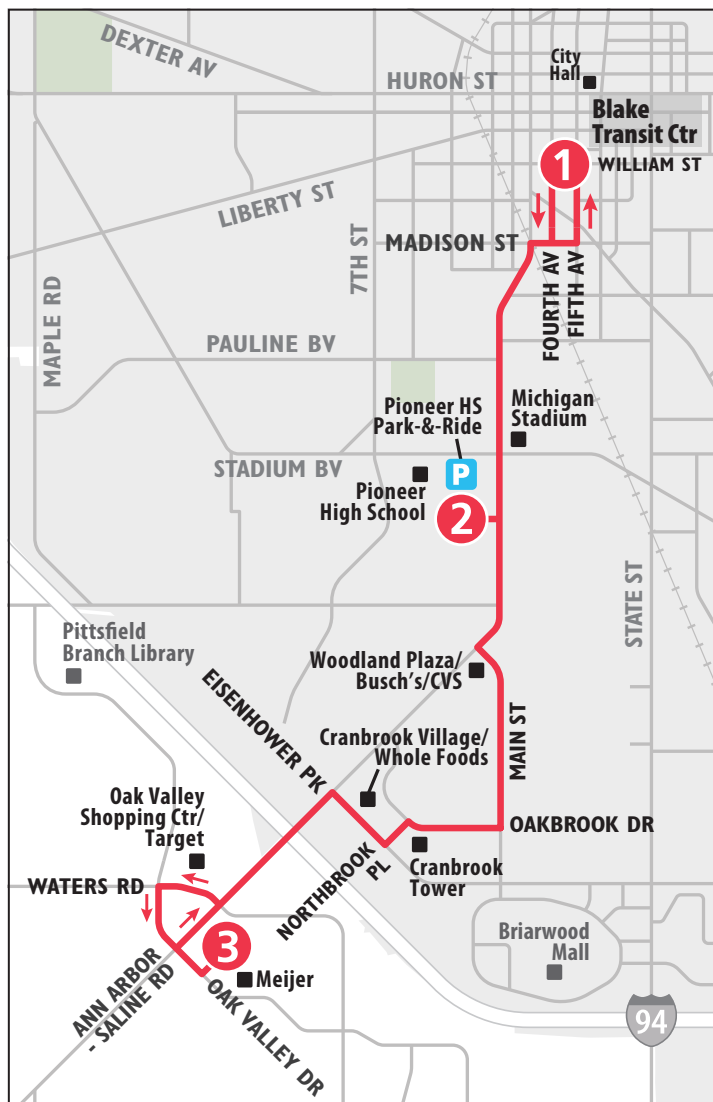 DEXTER AV
City
Hall
HURON ST
Blake
Transit Ctr
1
WILLIAM ST
LIBERTY ST
MADISON ST
7TH ST
FOURTH AV
FIFTH AV
MAPLE RD
PAULINE BV
Pioneer HS
Park-&-Ride
Michigan
Stadium
P
STADIUM BV
Pioneer
High School
2
STATE ST
Pittsfield
Branch Library
Woodland Plaza/
Busch's/CVS
EISENHOWER PK
MAIN ST
Cranbrook Village/
Whole Foods
Oak Valley
Shopping Ctr/
Target
OAKBROOK DR
NORTHBROOK
PL
Cranbrook
Tower
WATERS RD
Briarwood
Mall
3
ANN ARBOR
- SALINE RD
Meijer
OAK VALLEY DR
94